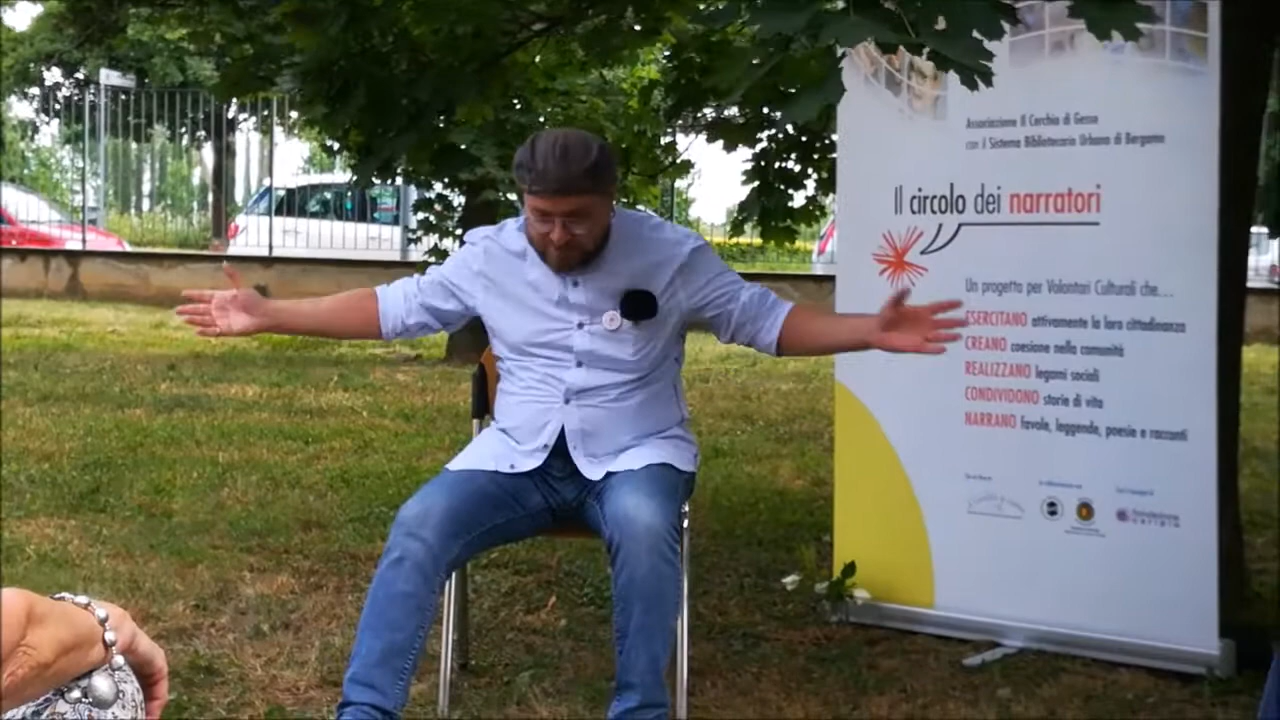 Associazione Il Cerchio di Gesso
con il Sistema Bibliotecario Urbano di Bergamo
Il circolo dei narratori
Un progetto per Volontari Culturali che....
ESERCITANO attivamente la loro cittadinanza
CREANO coesione nella comunità
REALIZZANO legami sociali
CONDIVIDONO storie di vita
NARRANO favole, leggende, poesie e racconti
fondazione
cariplo